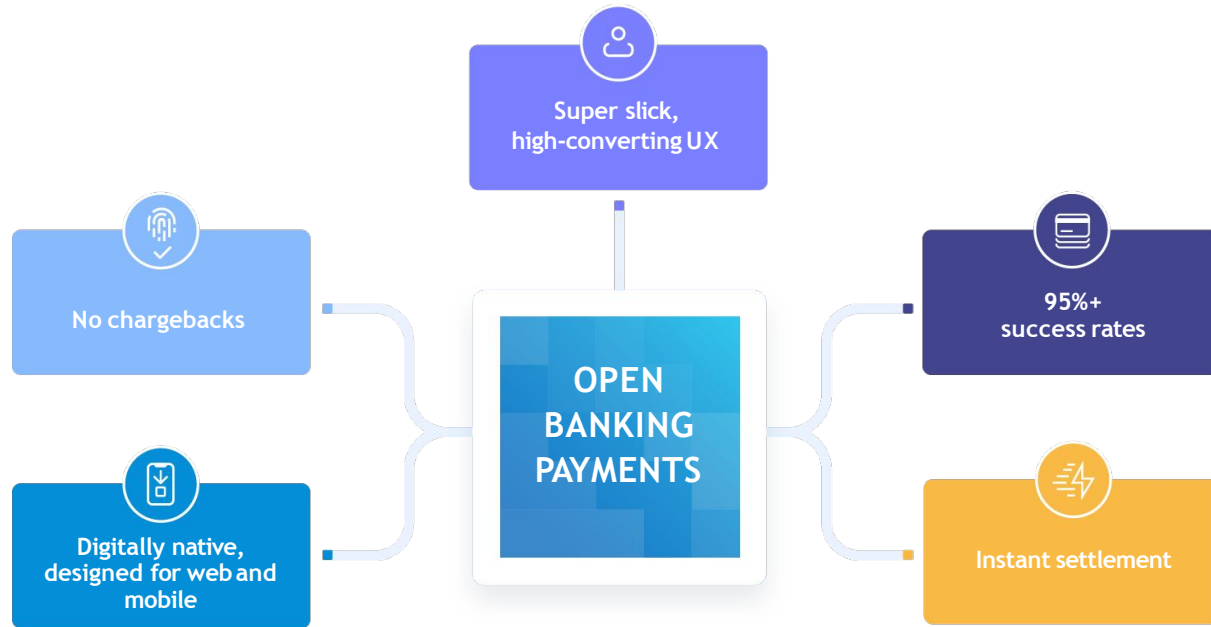 Super slick,
high-converting UX
No chargebacks
95%+
success rates
OPEN
BANKING
PAYMENTS
Digitally native,
designed for web and
mobile
Instant settlement